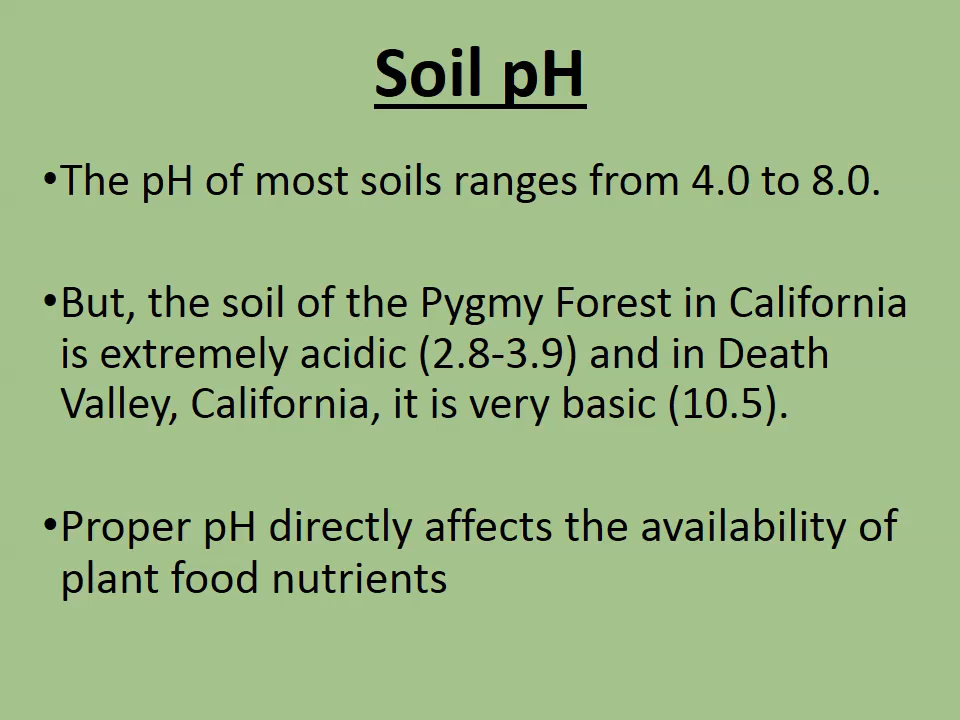 Soil pH
•The pH of most soils ranges from 4.0 to 8.0.
•But, the soil of the Pygmy Forest in California
is extremely acidic (2.8-3.9) and in Death
Valley, California, it is very basic (10.5).
•Proper pH directly affects the availability of
plant food nutrients